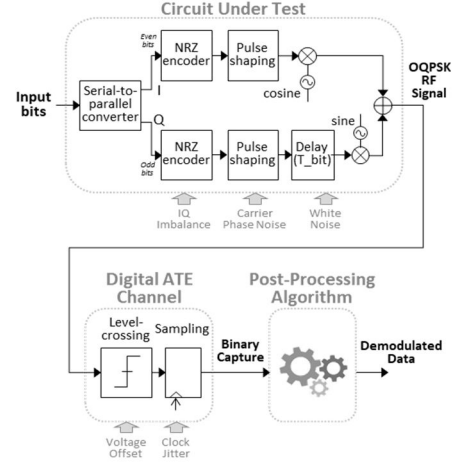 Circuit Under Test
Even
bits
NRZ
encoder
Pulse
shaping
cosine
OQPSK
RF
Signal
Input
bits
Serial-to-
parallel
converter
I
Q
sine
Odd
bits
NRZ
encoder
Pulse
shaping
Delay
(T_bit)
IQ
Imbalance
Carrier
Phase Noise
White
Noise
Digital ATE
Channel
Post-Processing
Algorithm
Level-
crossing
Sampling
Binary
Capture
Demodulated
Data
Voltage
Offset
Clock
Jitter